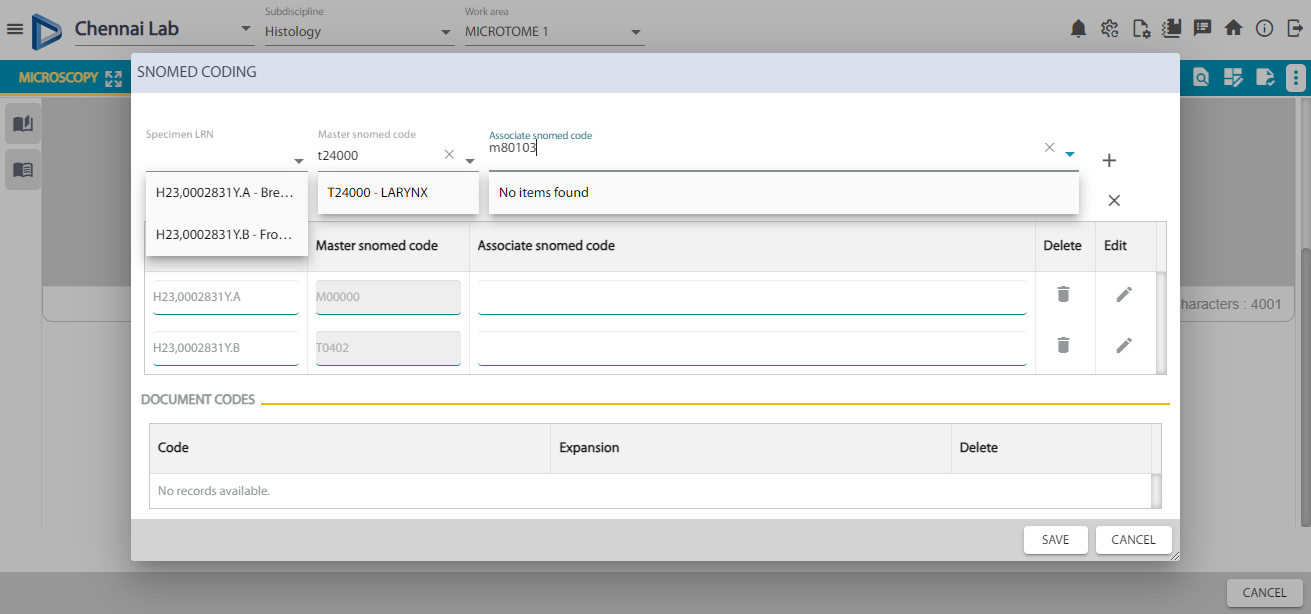 Subdiscipline
Work area
Chennai Lab
Histology
MICROTOME 1
MICROSCOPY
SNOMED CODING
Specimen LRN
Master snomed code
Associate snomed code
t24000
m80103
H23,0002831Y.A - Bre...
T24000 - LARYNX
No items found
H23,0002831Y.B - Fro...
Master snomed code
Associate snomed code
Delete
Edit
H23,0002831Y.A
M00000
haracters : 4001
H23,0002831Y.B
T0402
DOCUMENT CODES
Code
Expansion
Delete
No records available.
SAVE
CANCEL
CANCEL